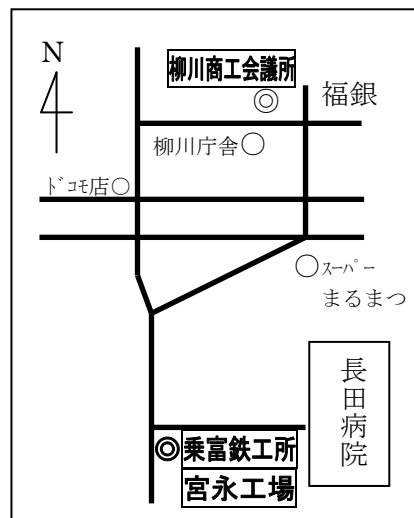 N
柳川商工会議所
◎
福銀
柳川庁舎○
ﾄﾞｺﾓ店○
○ｽｰﾊﾟｰ
まるまつ
長田病院
◎乗富鉄工所
宮永工場